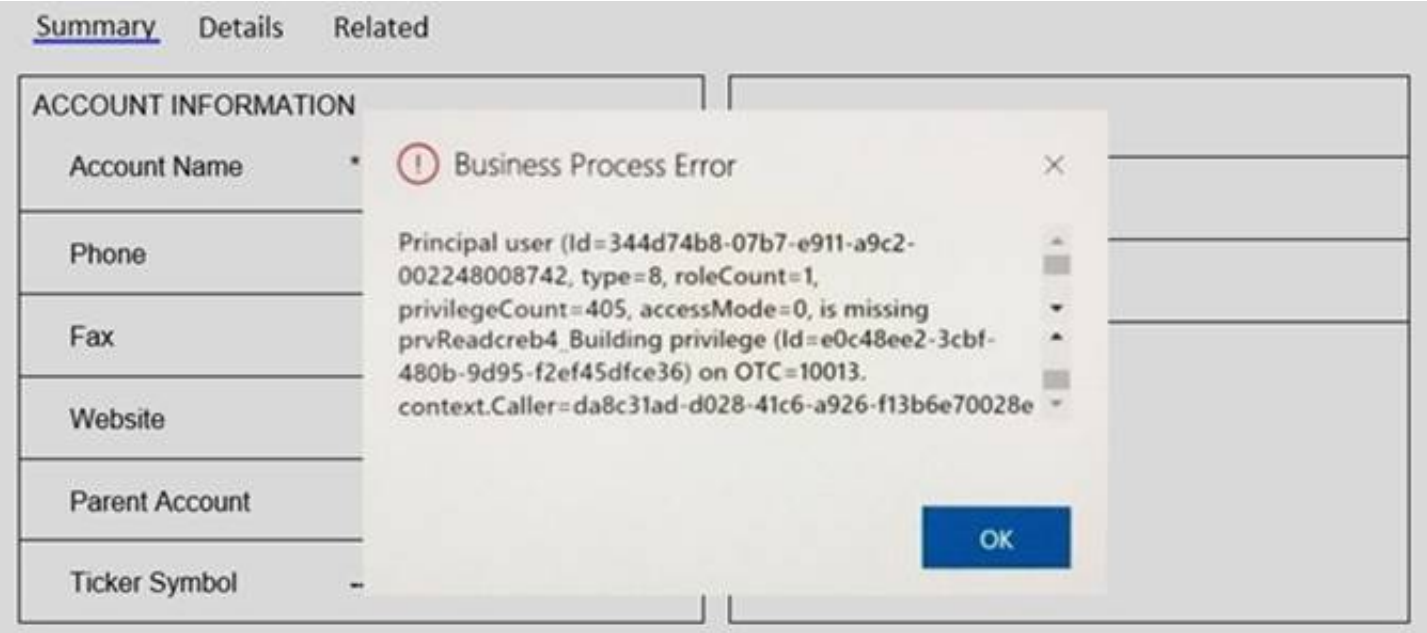 Summary Details Related
ACCOUNT INFORMATION
Account Name *
Phone
Fax
Website
Parent Account
Ticker Symbol --
Business Process Error
Principal user (Id=344d74b8-07b7-e911-a9c2-
002248008742, type=8, roleCount=1,
privilegeCount=405, accessMode=0, is missing
prvReadcreb4_Building privilege (Id=e0c48ee2-3cbf-
480b-9d95-f2ef45dfce36) on OTC=10013.
context.Caller=da8c31ad-d028-41c6-a926-f13b6e70028e
OK